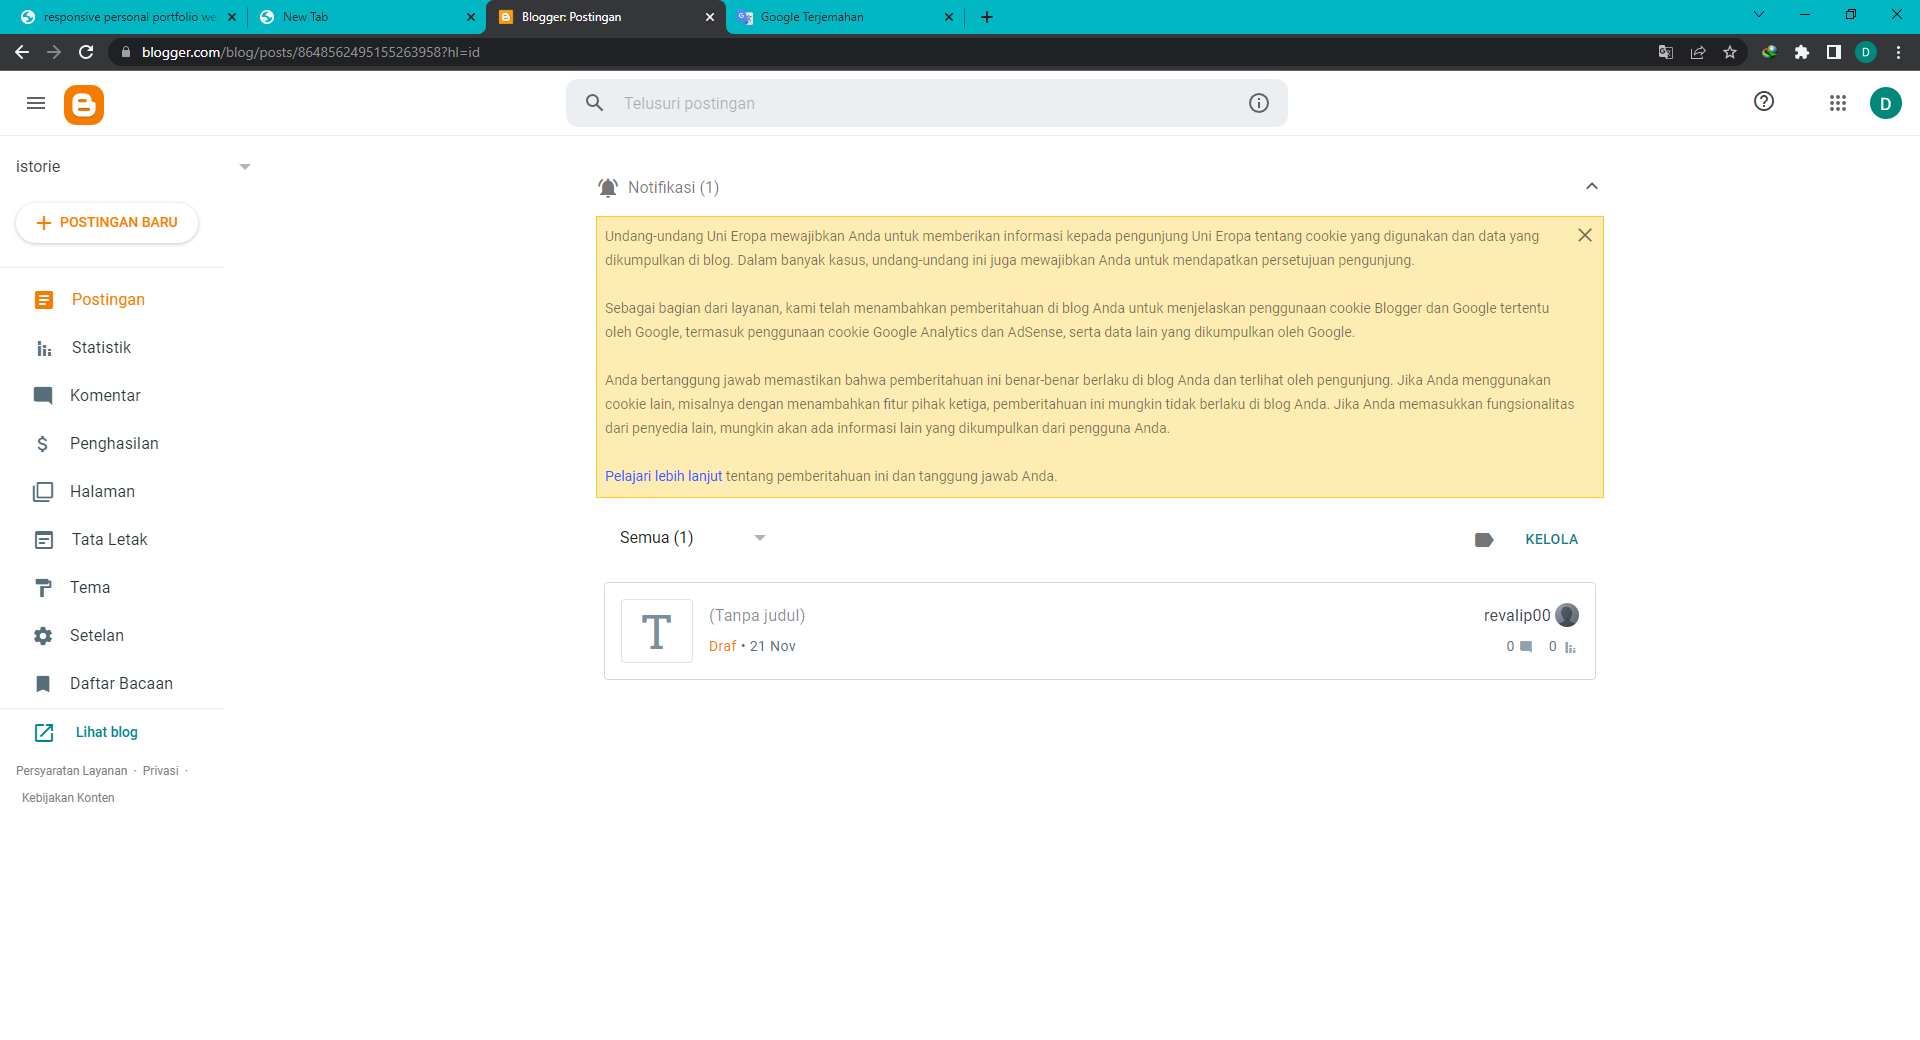 responsive personal portfolio we
New Tab
Blogger: Postingan
Google Terjemahan
blogger.com/blog/posts/8648562495155263958?hl=id
D
Telusuri postingan
D
istorie
POSTINGAN BARU
Postingan
Statistik
Komentar
Penghasilan
Halaman
Tata Letak
Tema
Setelan
Daftar Bacaan
Lihat blog
Persyaratan Layanan · Privasi ·
Kebijakan Konten
Notifikasi (1)
Undang-undang Uni Eropa mewajibkan Anda untuk memberikan informasi kepada pengunjung Uni Eropa tentang cookie yang digunakan dan data yang
dikumpulkan di blog. Dalam banyak kasus, undang-undang ini juga mewajibkan Anda untuk mendapatkan persetujuan pengunjung.
Sebagai bagian dari layanan, kami telah menambahkan pemberitahuan di blog Anda untuk menjelaskan penggunaan cookie Blogger dan Google tertentu
oleh Google, termasuk penggunaan cookie Google Analytics dan AdSense, serta data lain yang dikumpulkan oleh Google.
Anda bertanggung jawab memastikan bahwa pemberitahuan ini benar-benar berlaku di blog Anda dan terlihat oleh pengunjung. Jika Anda menggunakan
cookie lain, misalnya dengan menambahkan fitur pihak ketiga, pemberitahuan ini mungkin tidak berlaku di blog Anda. Jika Anda memasukkan fungsionalitas
dari penyedia lain, mungkin akan ada informasi lain yang dikumpulkan dari pengguna Anda.
Pelajari lebih lanjut tentang pemberitahuan ini dan tanggung jawab Anda.
Semua (1)
KELOLA
T
(Tanpa judul)
revalip00
Draf • 21 Nov
0 0